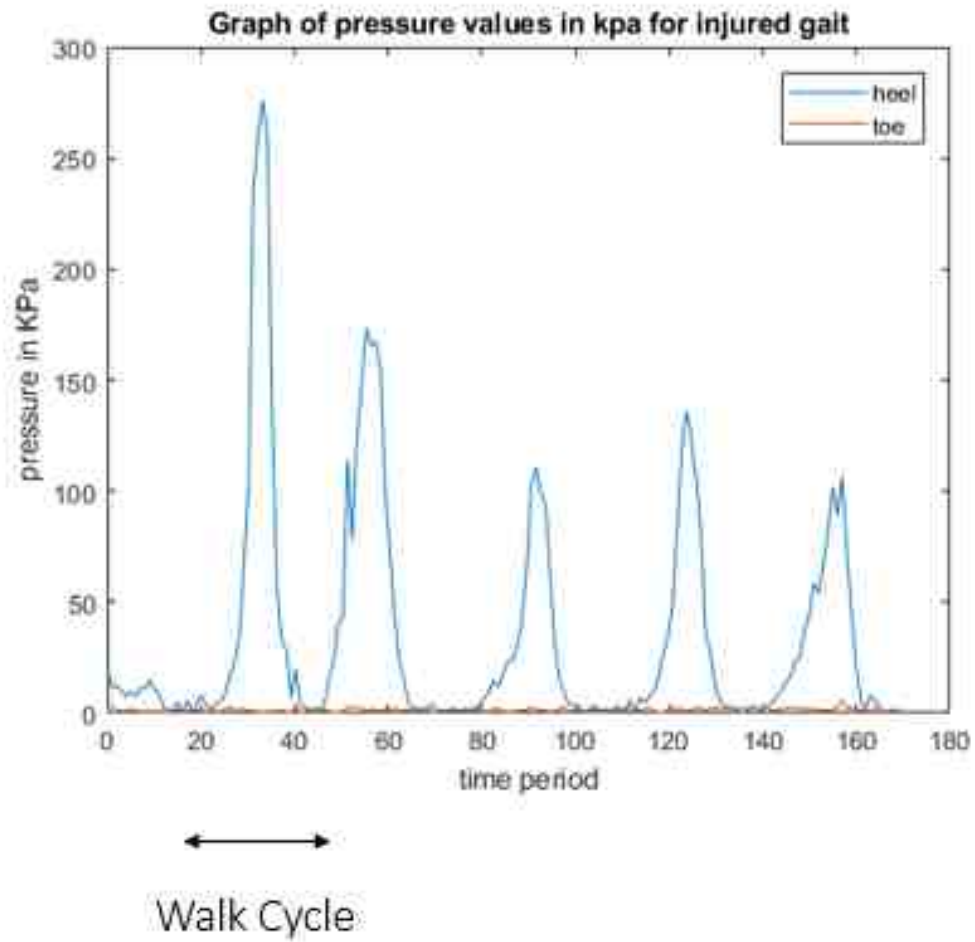 Graph of pressure values in kpa for injured gait
300
250
200
150
100
50
0
pressure in KPa
heel
toe
0 20 40 60 80 100 120 140 160 180
time period
Walk Cycle